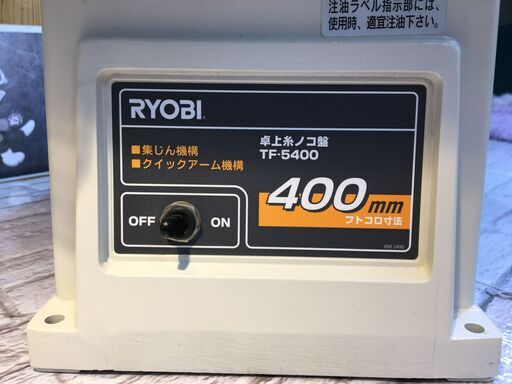 注油ラベル指示部には、
使用時、適宜注油下さい。
RYOBI
■集じん機構
■クイックアーム機構
卓上糸ノコ盤
TF-5400
400mm
フトコロ寸法
OFF ON
692 2495